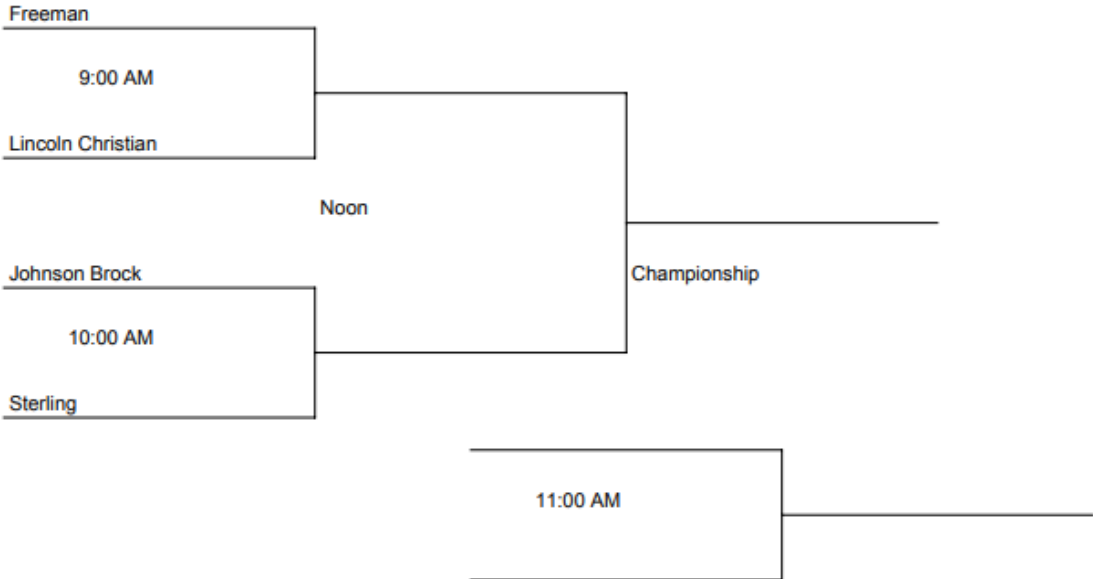 Freeman
9:00 AM
Lincoln Christian
Noon
Johnson Brock
Championship
10:00 AM
Sterling
11:00 AM